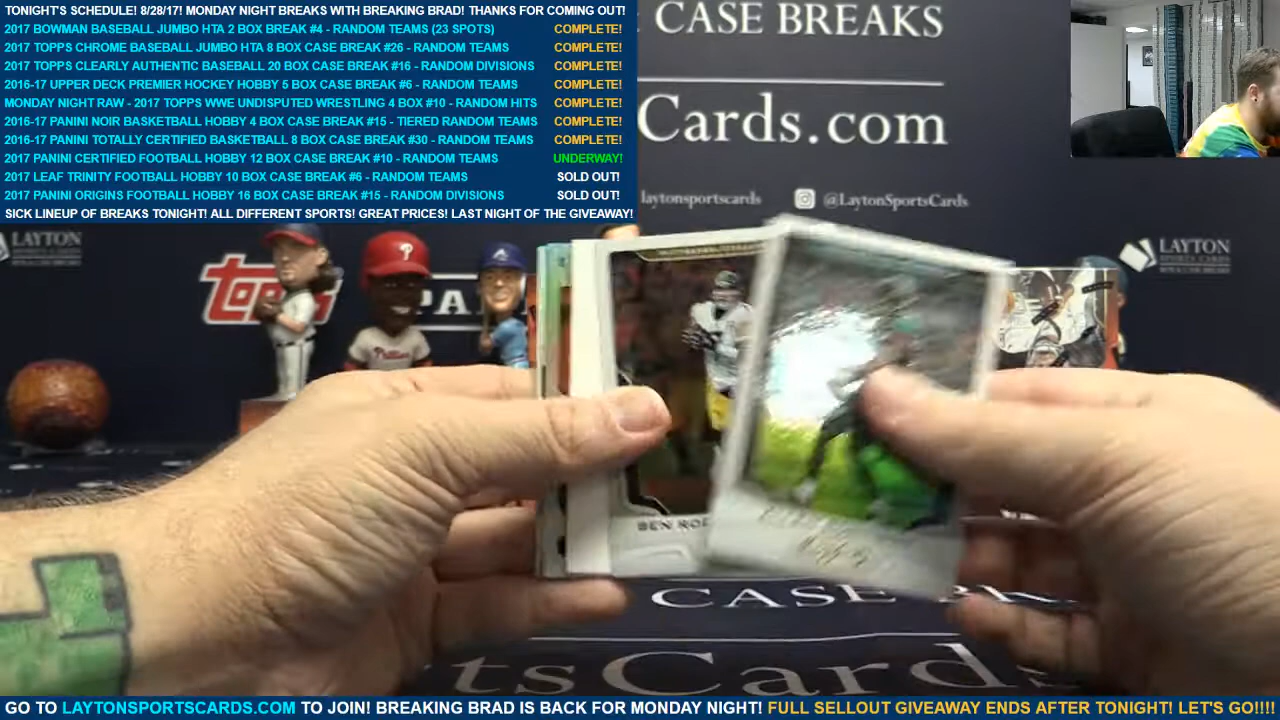 TONIGHT'S SCHEDULE! 8/28/17! MONDAY NIGHT BREAKS WITH BREAKING BRAD! THANKS FOR COMING OUT!
2017 BOWMAN BASEBALL JUMBO HTA 2 BOX BREAK #4 - RANDOM TEAMS (23 SPOTS) COMPLETE!
2017 TOPPS CHROME BASEBALL JUMBO HTA 8 BOX CASE BREAK #26 - RANDOM TEAMS COMPLETE!
2017 TOPPS CLEARLY AUTHENTIC BASEBALL 20 BOX CASE BREAK #16 - RANDOM DIVISIONS COMPLETE!
2016-17 UPPER DECK PREMIER HOCKEY HOBBY 5 BOX CASE BREAK #6 - RANDOM TEAMS COMPLETE!
MONDAY NIGHT RAW - 2017 TOPPS WWE UNDISPUTED WRESTLING 4 BOX #10 - RANDOM HITS COMPLETE!
2016-17 PANINI NOIR BASKETBALL HOBBY 4 BOX CASE BREAK #15 - TIERED RANDOM TEAMS COMPLETE!
2016-17 PANINI TOTALLY CERTIFIED BASKETBALL 8 BOX CASE BREAK #30 - RANDOM TEAMS COMPLETE!
2017 PANINI CERTIFIED FOOTBALL HOBBY 12 BOX CASE BREAK #10 - RANDOM TEAMS UNDERWAY!
2017 LEAF TRINITY FOOTBALL HOBBY 10 BOX CASE BREAK #6 - RANDOM TEAMS SOLD OUT!
2017 PANINI ORIGINS FOOTBALL HOBBY 16 BOX CASE BREAK #15 - RANDOM DIVISIONS SOLD OUT!
SICK LINEUP OF BREAKS TONIGHT! ALL DIFFERENT SPORTS! GREAT PRICES! LAST NIGHT OF THE GIVEAWAY!
CASE BREAKS
Cards.com
laytonsportscards @LaytonSportsCards
LAYTON
LAYTON
topps
PA
P
BEN ROE
CASE BR
rtsCards
GO TO LAYTONSPORTSCARDS.COM TO JOIN! BREAKING BRAD IS BACK FOR MONDAY NIGHT! FULL SELLOUT GIVEAWAY ENDS AFTER TONIGHT! LET'S GO!!!!